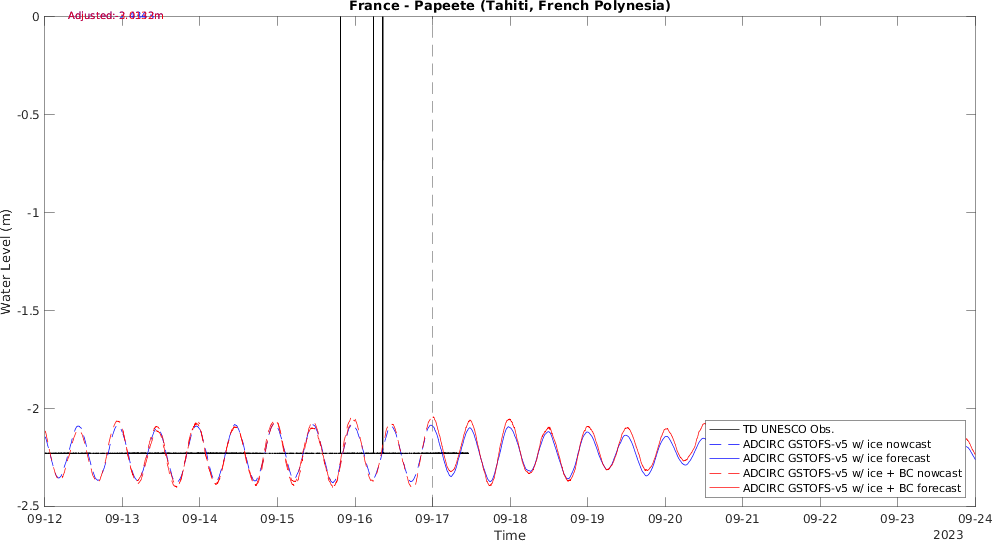 France - Papeete (Tahiti, French Polynesia)
Adjusted:
0
-0.5
-1
-1.5
-2
-2.5
Water Level (m)
TD UNESCO Obs.
ADCIRC GSTOFS-v5 w/ ice nowcast
ADCIRC GSTOFS-v5 w/ ice forecast
ADCIRC GSTOFS-v5 w/ ice + BC nowcast
ADCIRC GSTOFS-v5 w/ ice + BC forecast
09-12 09-13 09-14 09-15 09-16 09-17 09-18 09-19 09-20 09-21 09-22 09-23 09-24
Time
2023